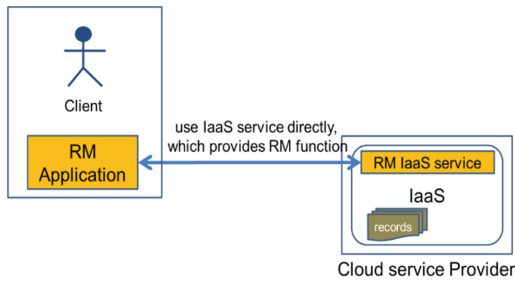 Client
RM
Application
use IaaS service directly,
which provides RM function
RM IaaS service
IaaS
records
Cloud service Provider